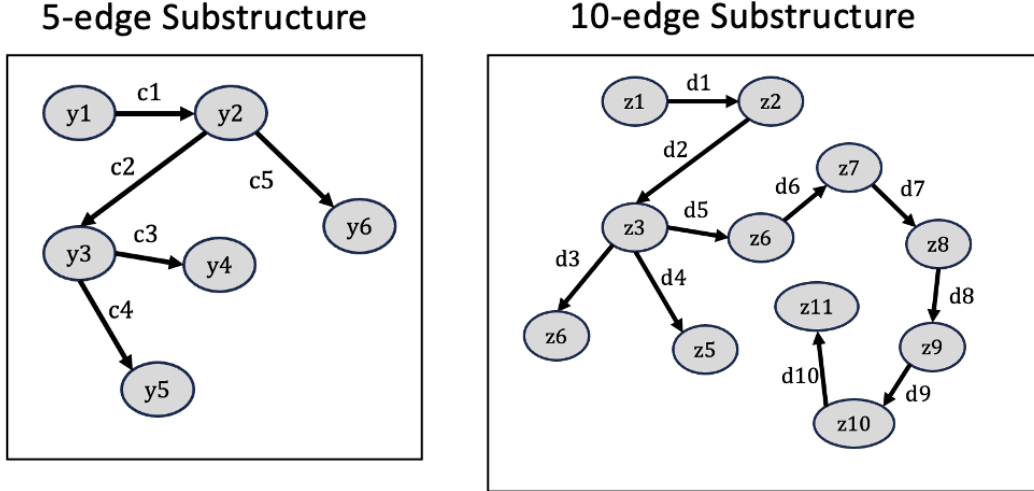 5-edge Substructure
10-edge Substructure
y1
c1
y2
c2
c5
y6
y3
c3
y4
c4
y5
z1
d1
z2
d2
z7
d6
d7
z3
d5
z6
z8
d3
d4
d8
z11
z6
z5
z9
d10
d9
z10